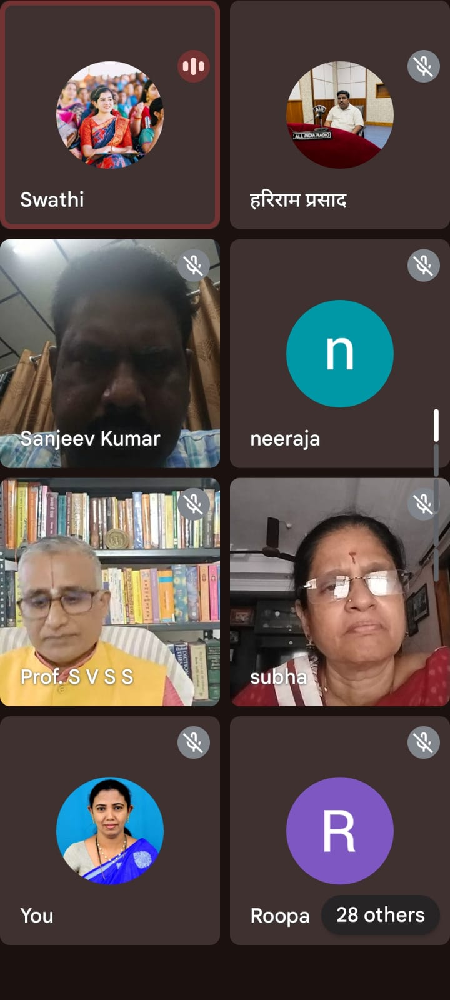 Swathi
ALL INDIA RADIO
हरिराम प्रसाद
Sanjeev Kumar
n
neeraja
Prof. S V S S
subha
You
R
Roopa
28 others